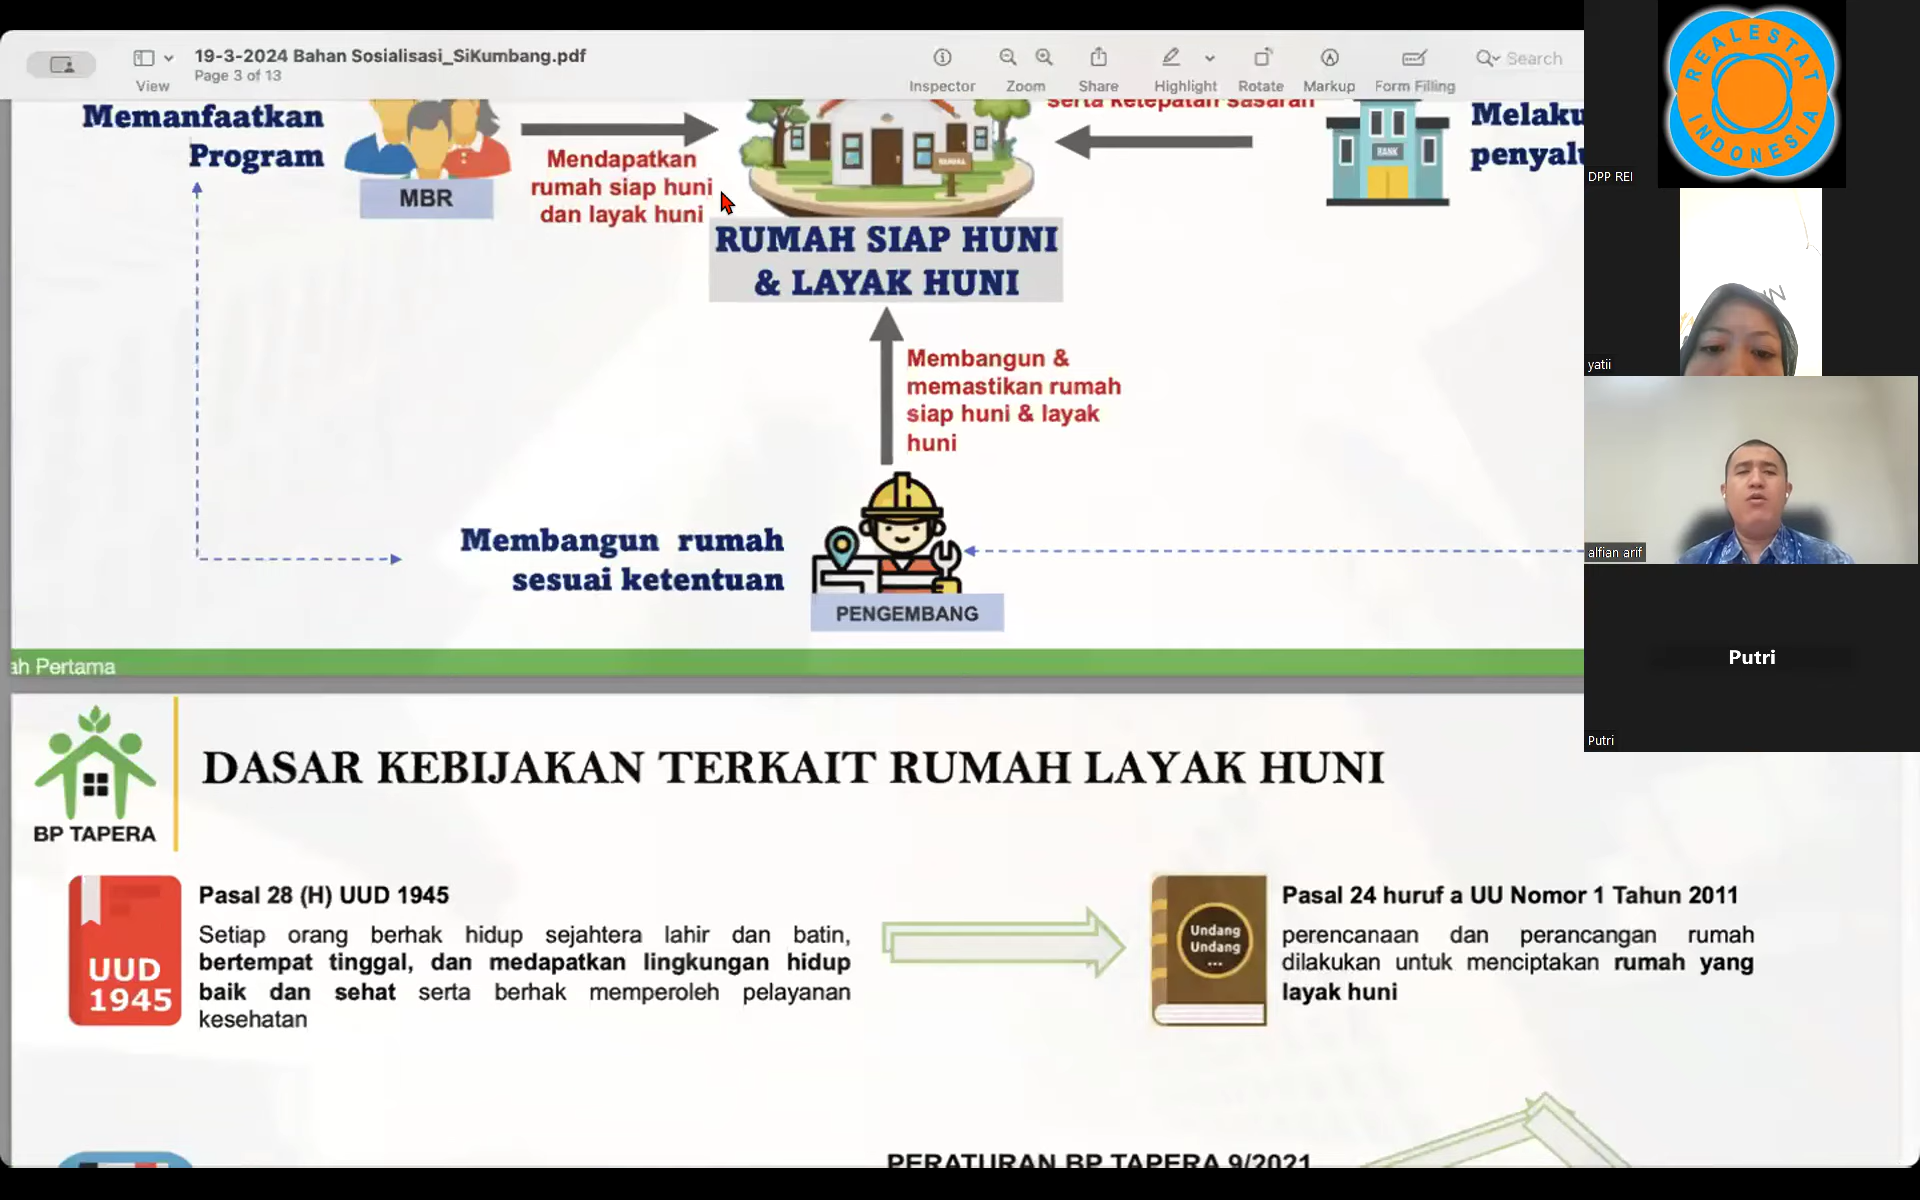 19-3-2024 Bahan Sosialisasi_SiKumbang.pdf
Page 3 of 13
View
Inspector
Zoom
Share
Highlight
Rotate
Markup
Form Filling
Search
Memanfaatkan
Program
MBR
Mendapatkan
rumah siap huni
dan layak huni
serta ketepatan sasaran
RUMAH SIAP HUNI
& LAYAK HUNI
BANK
Melaku
penyalu
Membangun &
memastikan rumah
siap huni & layak
huni
Membangun rumah
sesuai ketentuan
PENGEMBANG
ah Pertama
BP TAPERA
DASAR KEBIJAKAN TERKAIT RUMAH LAYAK HUNI
UUD
1945
Pasal 28 (H) UUD 1945
Setiap orang berhak hidup sejahtera lahir dan batin,
bertempat tinggal, dan medapatkan lingkungan hidup
baik dan sehat serta berhak memperoleh pelayanan
kesehatan
Undang
Undang
...
Pasal 24 huruf a UU Nomor 1 Tahun 2011
perencanaan dan perancangan rumah
dilakukan untuk menciptakan rumah yang
layak huni
PERATURAN BP TAPERA 9/2021
REALESTAT
INDONESIA
DPP REI
yatii
alfian arif
Putri
Putri